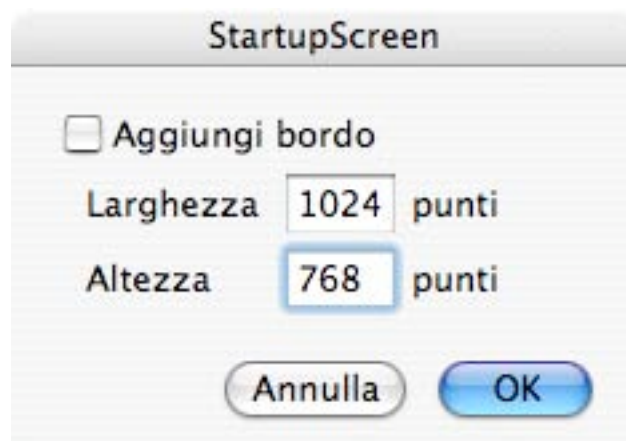 StartupScreen
Aggiungi bordo
Larghezza 1024 punti
Altezza 768 punti
Annulla OK